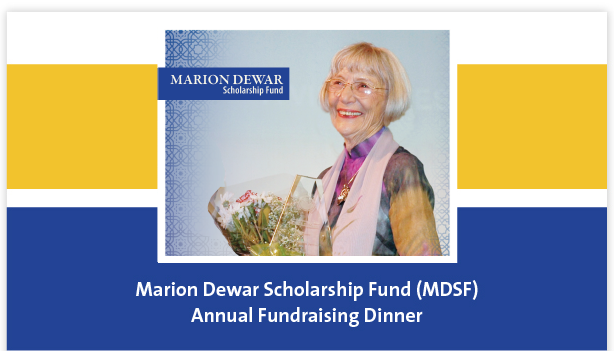 MARION DEWAR
Scholarship Fund
Marion Dewar Scholarship Fund (MDSF)
Annual Fundraising Dinner